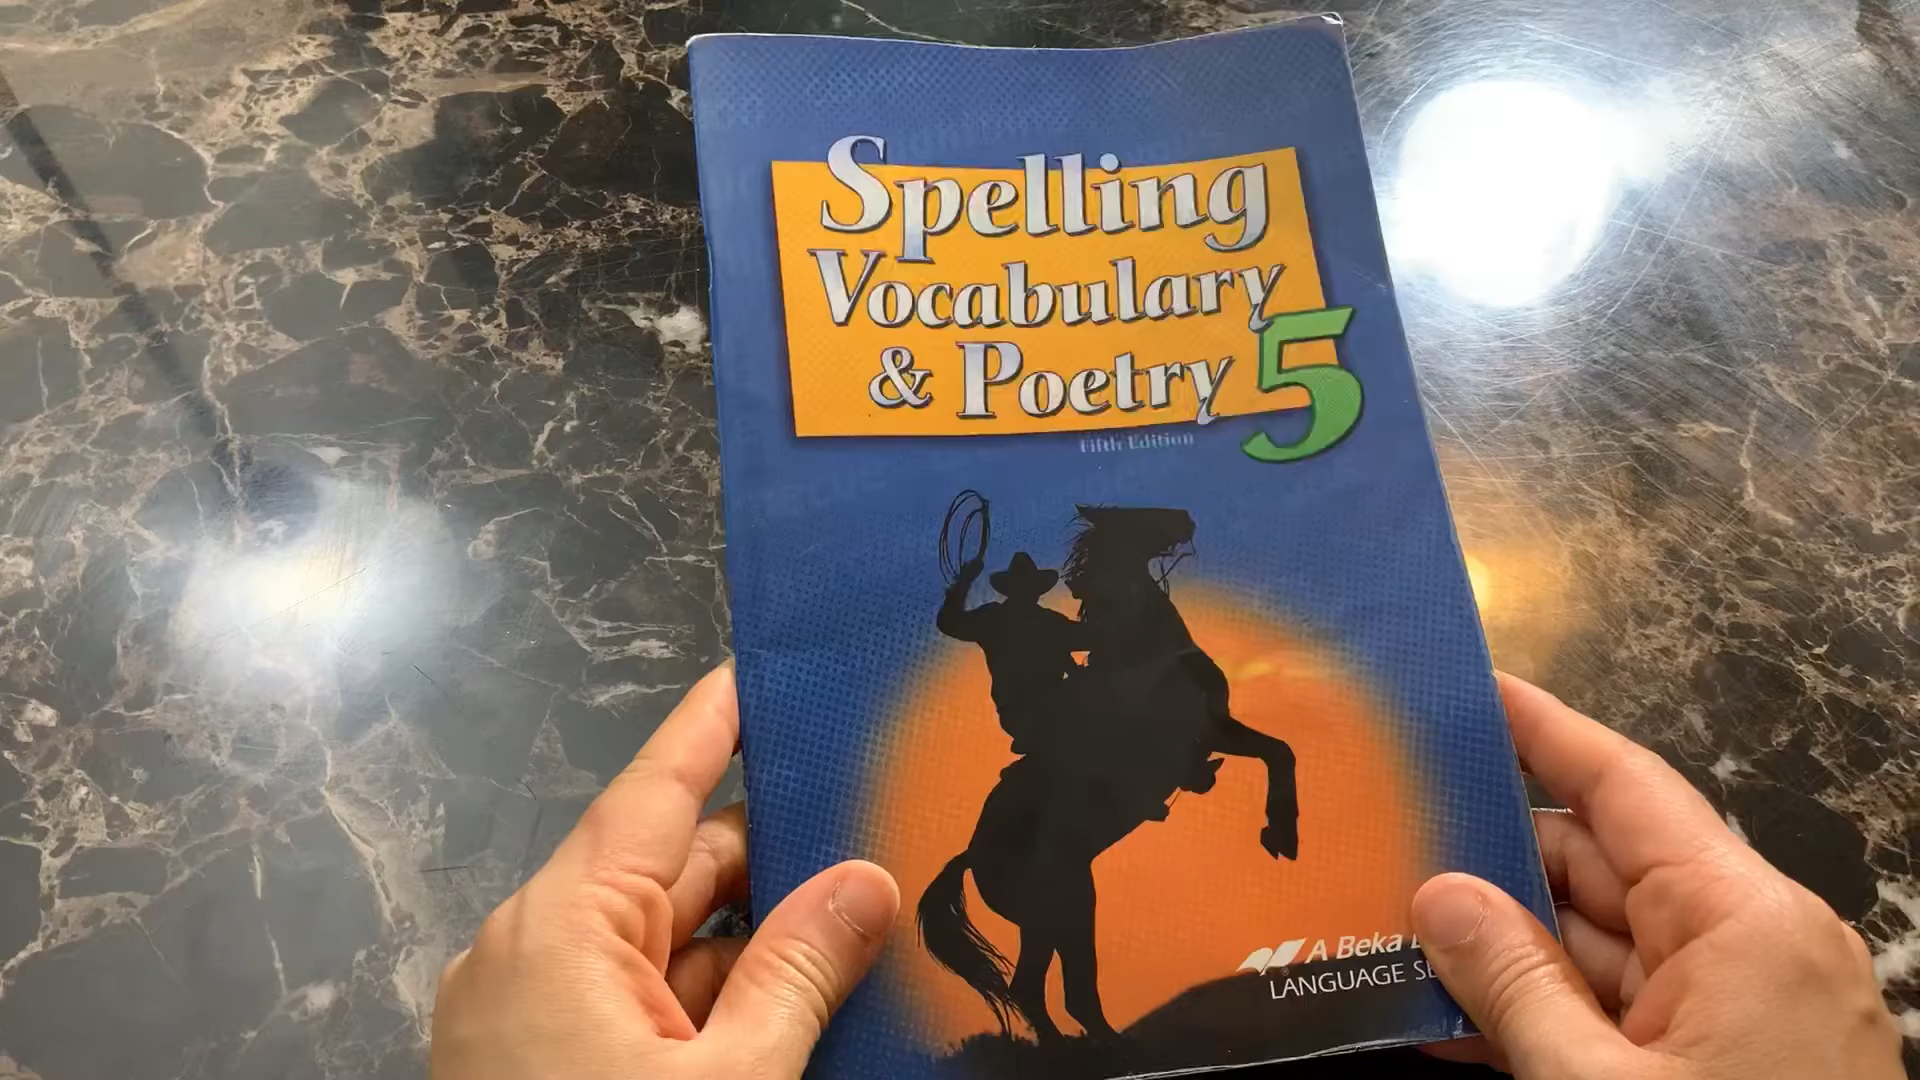 Spelling
Vocabulary
& Poetry 5
Fifth Edition
A Beka
LANGUAGE